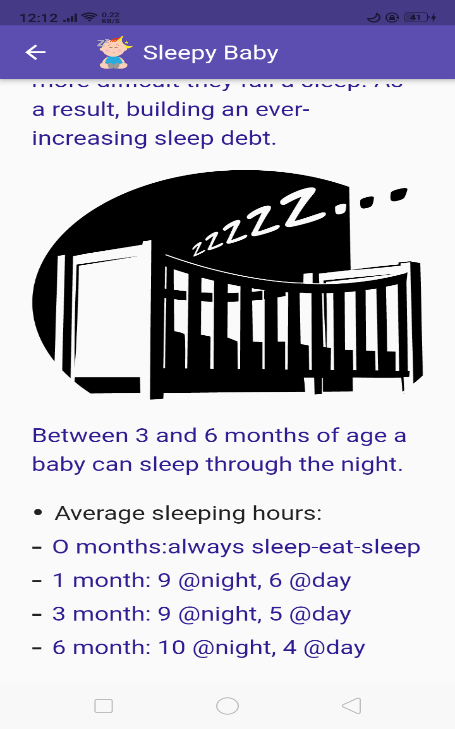 12:12 0.22 KB/S 41
Sleepy Baby
more difficult they fall a sleep. As
a result, building an ever-
increasing sleep debt.
zzzzz...
Between 3 and 6 months of age a
baby can sleep through the night.
• Average sleeping hours:
– 0 months:always sleep-eat-sleep
– 1 month: 9 @night, 6 @day
– 3 month: 9 @night, 5 @day
– 6 month: 10 @night, 4 @day